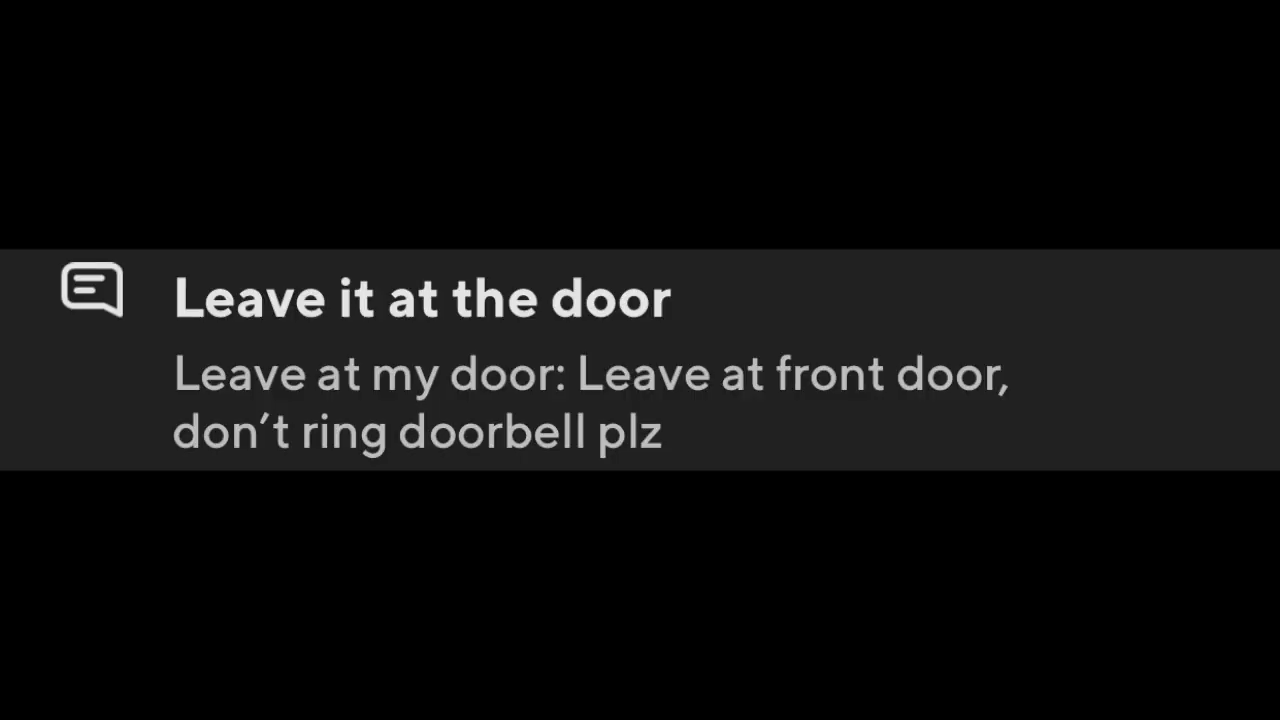 Leave it at the door
Leave at my door: Leave at front door,
don’t ring doorbell plz